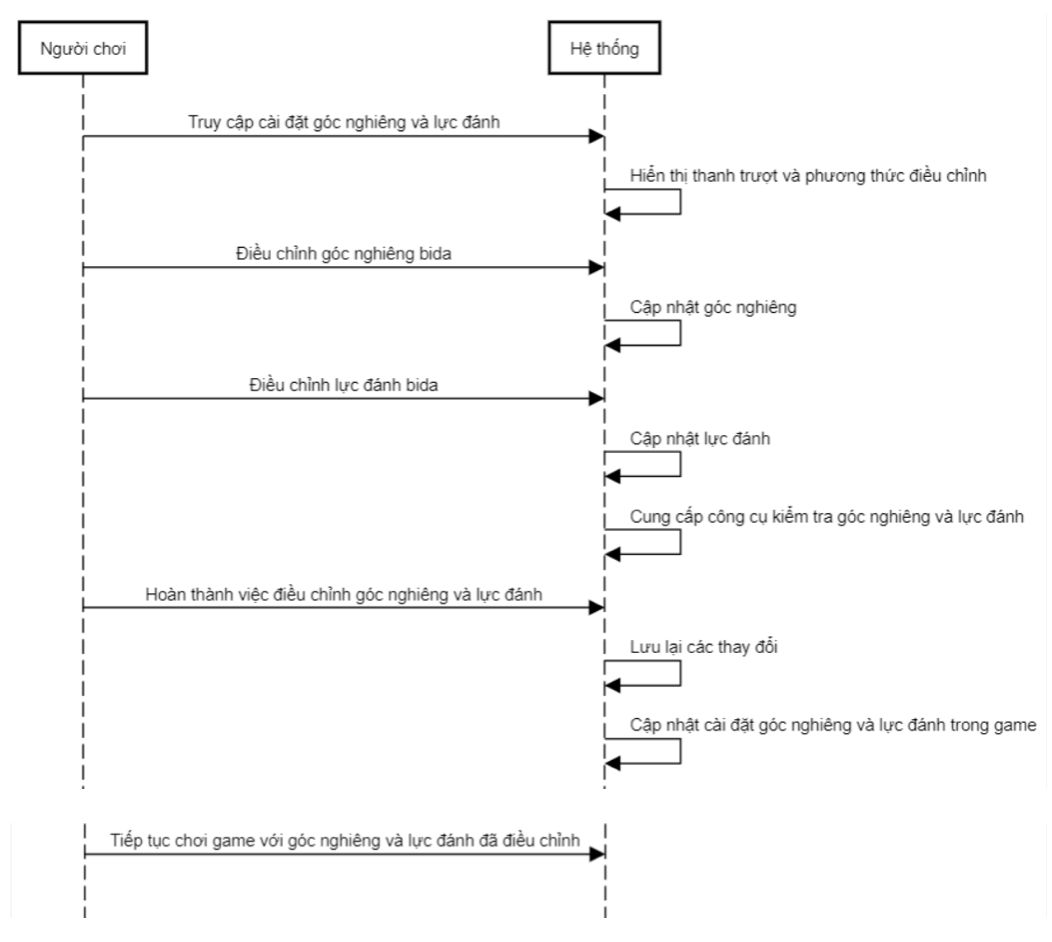 Người chơi
Hệ thống
Truy cập cài đặt góc nghiêng và lực đánh
Hiển thị thanh trượt và phương thức điều chỉnh
Điều chỉnh góc nghiêng bida
Cập nhật góc nghiêng
Điều chỉnh lực đánh bida
Cập nhật lực đánh
Cung cấp công cụ kiểm tra góc nghiêng và lực đánh
Hoàn thành việc điều chỉnh góc nghiêng và lực đánh
Lưu lại các thay đổi
Cập nhật cài đặt góc nghiêng và lực đánh trong game
Tiếp tục chơi game với góc nghiêng và lực đánh đã điều chỉnh